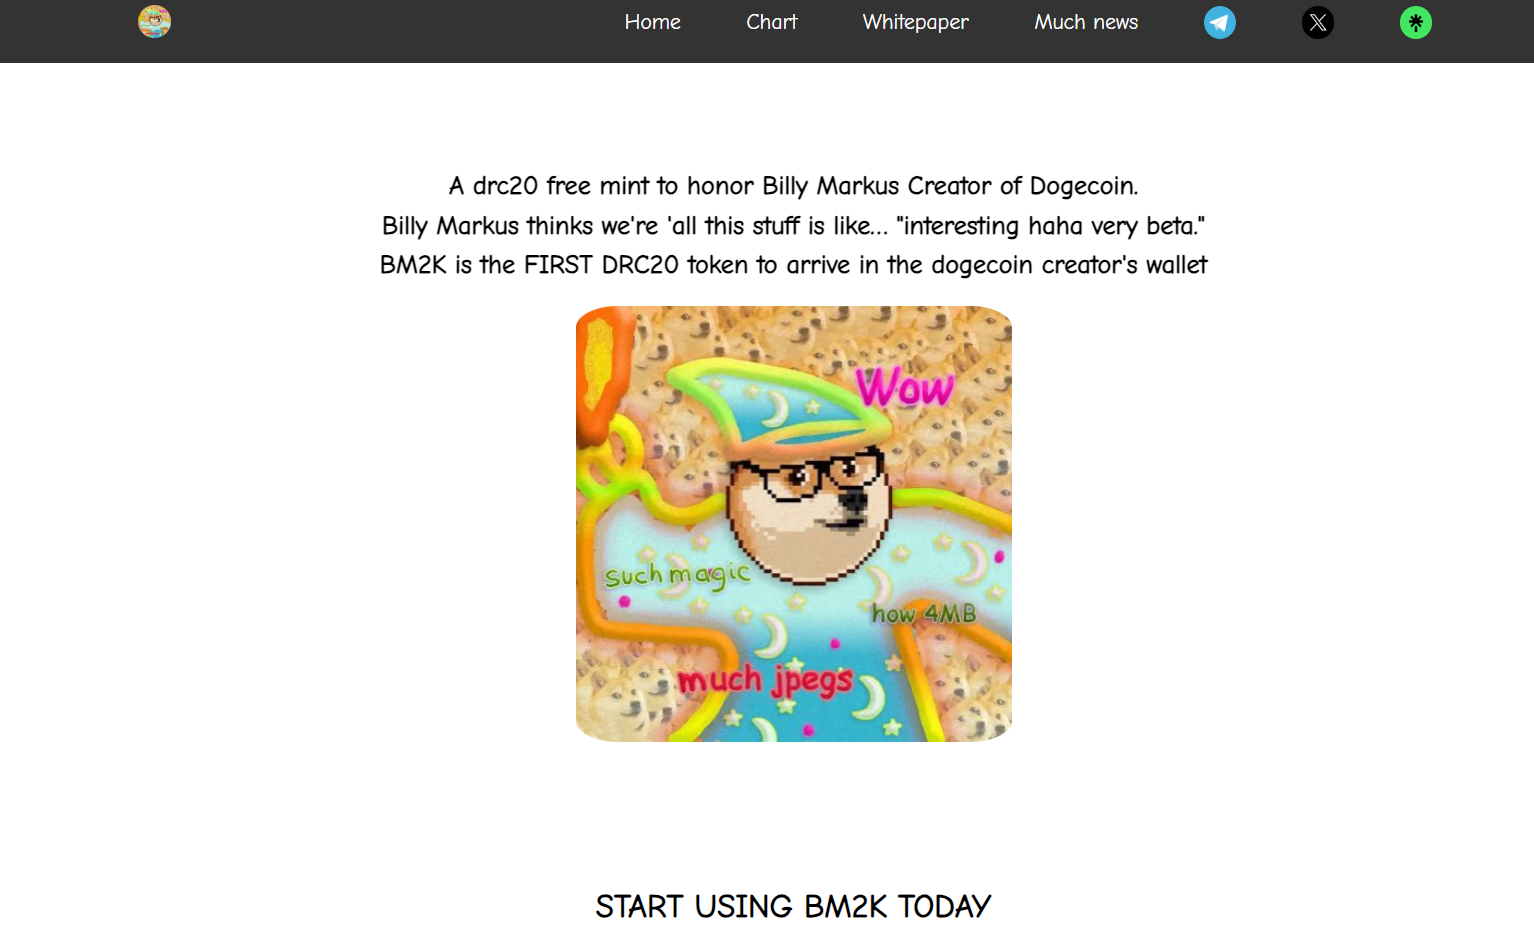 Home Chart Whitepaper Much news
A drc20 free mint to honor Billy Markus Creator of Dogecoin.
Billy Markus thinks we're 'all this stuff is like... "interesting haha very beta."
BM2K is the FIRST DRC20 token to arrive in the dogecoin creator's wallet
Wow
such magic
how 4MB
much jpegs
START USING BM2K TODAY